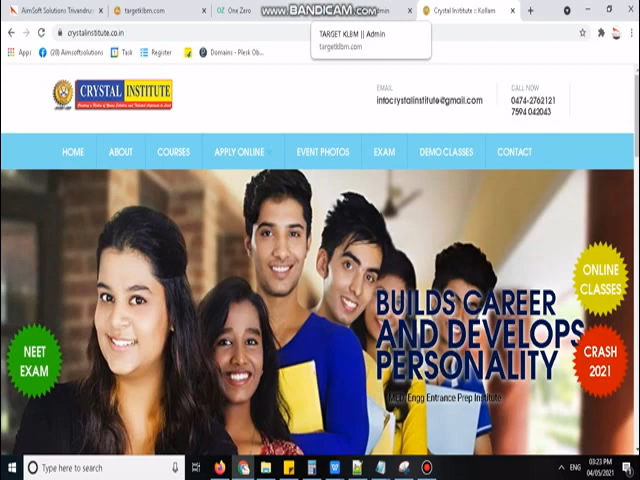 AimSoft Solutions Trivandru
targetklbm.com
One Zero
WWW.BANDICAM.COM
dmin
Crystal Institute :: Kollam
crystalinstitute.co.in
TARGET KLBM || Admin
targetklbm.com
Apps
(20) Aimsoftsolutions
Task
Register
Domains - Plesk Ob...
CRYSTAL INSTITUTE
EMAIL
infocrystalinstitute@gmail.com
CALL NOW
0474-2762121
7594 042043
HOME
ABOUT
COURSES
APPLY ONLINE
EVENT PHOTOS
EXAM
DEMO CLASSES
CONTACT
BUILDS CAREER
AND DEVELOPS
PERSONALITY
Engg Entrance Prep Institute
NEET
EXAM
ONLINE
CLASSES
CRASH
2021
Type here to search
ENG
03:23 PM
04/05/2021